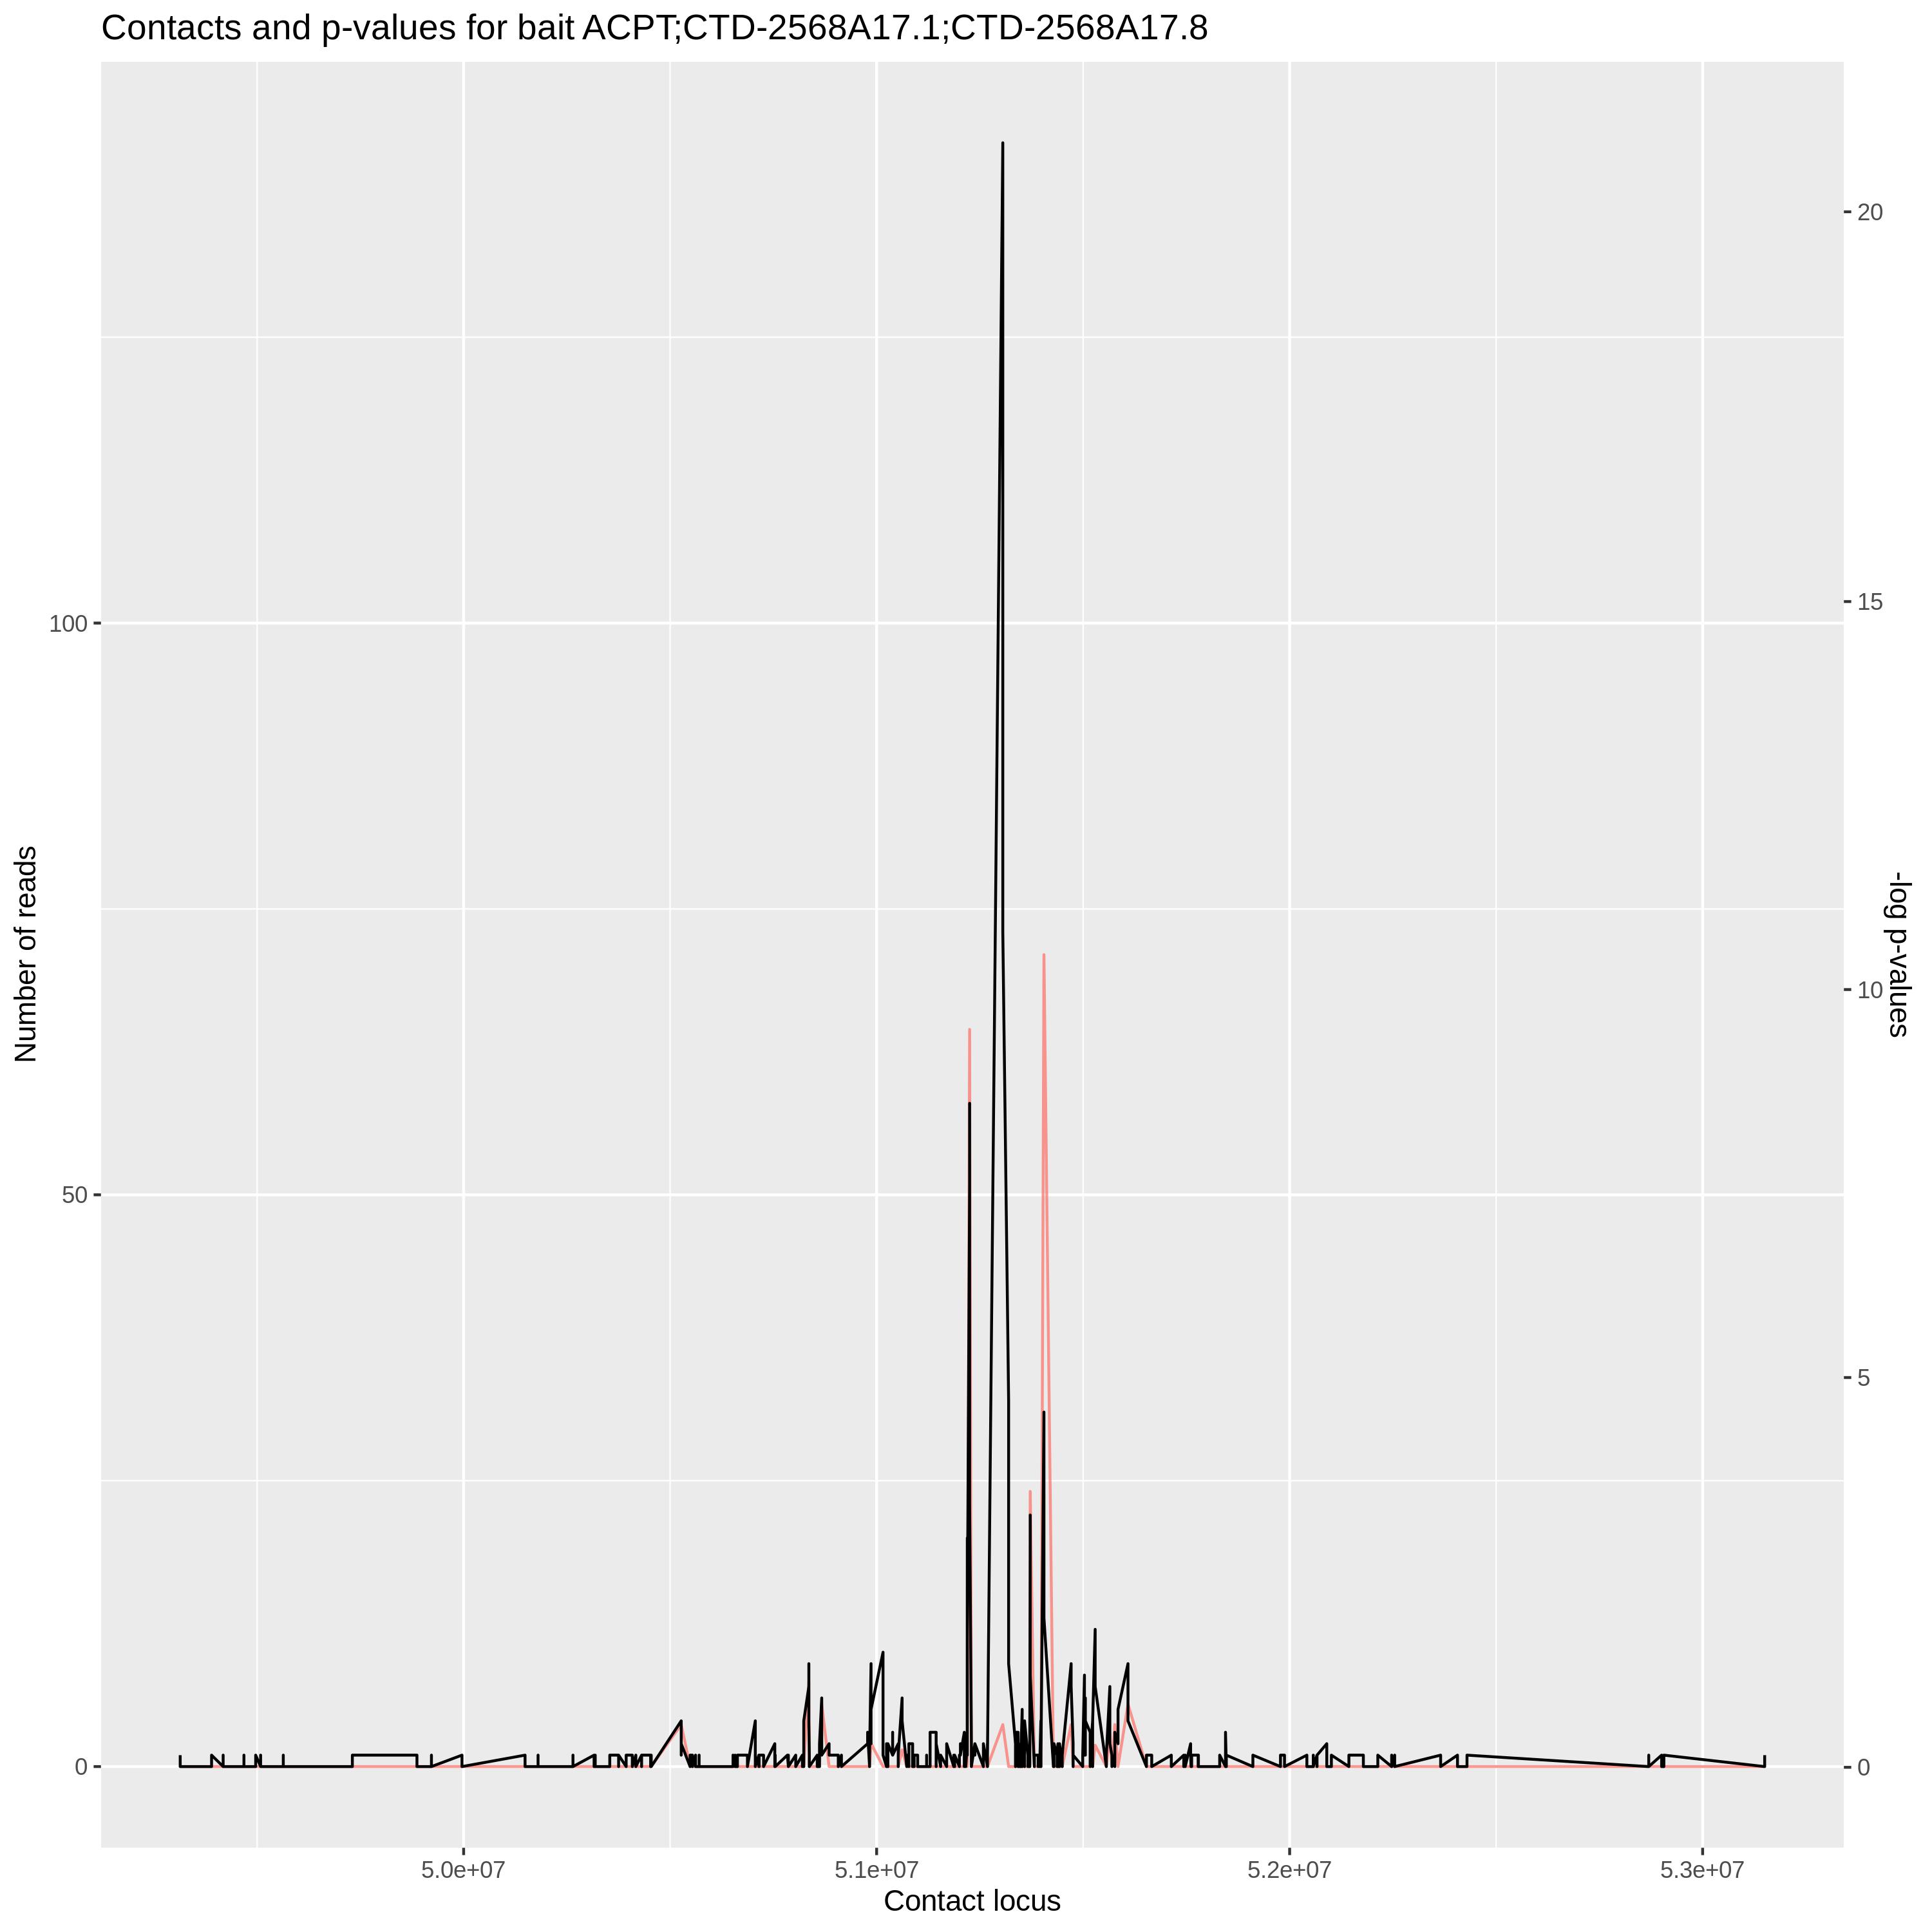 Contacts and p-values for bait ACPT;CTD-2568A17.1;CTD-2568A17.8
Number of reads
100
50
0
20
15
10
5
0
-log p-values
5.0e+07
5.1e+07
5.2e+07
5.3e+07
Contact locus